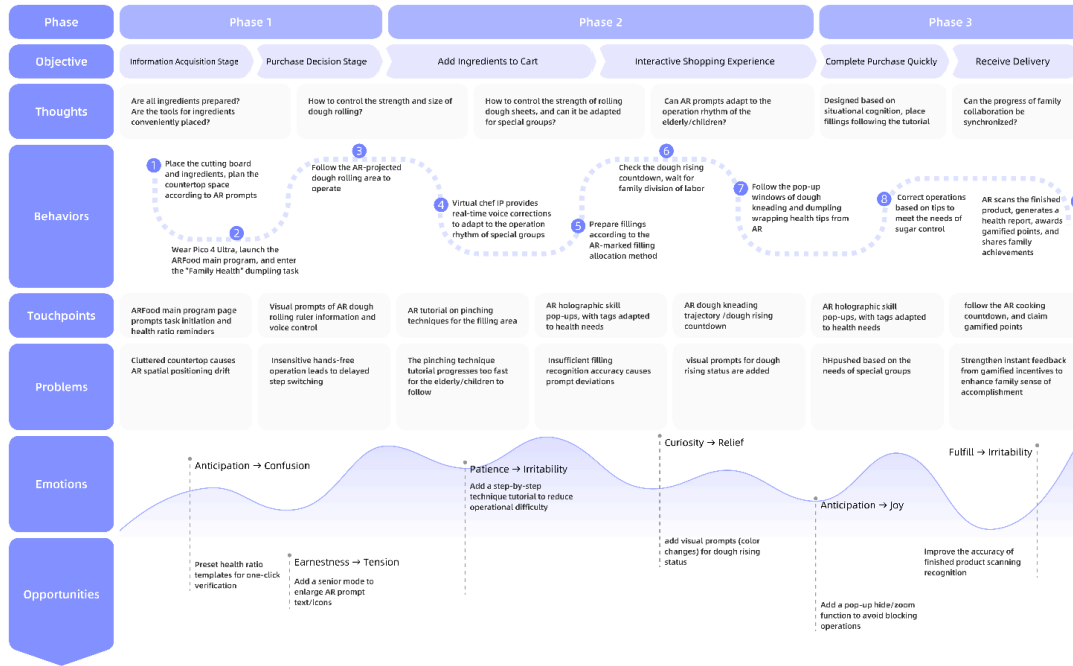 Phase
Phase 1
Phase 2
Phase 3
Objective
Information Acquisition Stage
Purchase Decision Stage
Add Ingredients to Cart
Interactive Shopping Experience
Complete Purchase Quickly
Receive Delivery
Thoughts
Are all ingredients prepared?
Are the tools for ingredients
conveniently placed?
How to control the strength and size of
dough rolling?
How to control the strength of rolling
dough sheets, and can it be adapted
for special groups?
Can AR prompts adapt to the
operation rhythm of the
elderly/children?
Designed based on
situational cognition, place
fillings following the tutorial
Can the progress of family
collaboration be
synchronized?
Behaviors
1
Place the cutting board
and ingredients, plan the
countertop space
according to AR prompts
2
Wear Pico 4 Ultra, launch the
ARFood main program, and enter
the "Family Health" dumpling task
3
Follow the AR-projected
dough rolling area to
operate
4
Virtual chef IP provides
real-time voice corrections
to adapt to the operation
rhythm of special groups
5
Prepare fillings
according to the
AR-marked filling
allocation method
6
Check the dough rising
countdown, wait for
family division of labor
7
Follow the pop-up
windows of dough
kneading and dumpling
wrapping health tips from
AR
8
Correct operations
based on tips to
meet the needs of
sugar control
AR scans the finished
product, generates a
health report, awards
gamified points, and
shares family
achievements
Touchpoints
ARFood main program page
prompts task initiation and
health ratio reminders
Visual prompts of AR dough
rolling ruler information and
voice control
AR tutorial on pinching
techniques for the filling area
AR holographic skill
pop-ups, with tags adapted
to health needs
AR dough kneading
trajectory /dough rising
countdown
AR holographic skill
pop-ups, with tags adapted
to health needs
follow the AR cooking
countdown, and claim
gamified points
Problems
Cluttered countertop causes
AR spatial positioning drift
Insensitive hands-free
operation leads to delayed
step switching
The pinching technique
tutorial progresses too fast
for the elderly/children to
follow
Insufficient filling
recognition accuracy causes
prompt deviations
visual prompts for dough
rising status are added
hHpushed based on the
needs of special groups
Strengthen instant feedback
from gamified incentives to
enhance family sense of
accomplishment
Emotions
Anticipation → Confusion
Patience → Irritability
Add a step-by-step
technique tutorial to reduce
operational difficulty
Curiosity → Relief
Anticipation → Joy
Fulfill → Irritability
Opportunities
Preset health ratio
templates for one-click
verification
Earnestness → Tension
Add a senior mode to
enlarge AR prompt
text/icons
add visual prompts (color
changes) for dough rising
status
Add a pop-up hide/zoom
function to avoid blocking
operations
Improve the accuracy of
finished product scanning
recognition